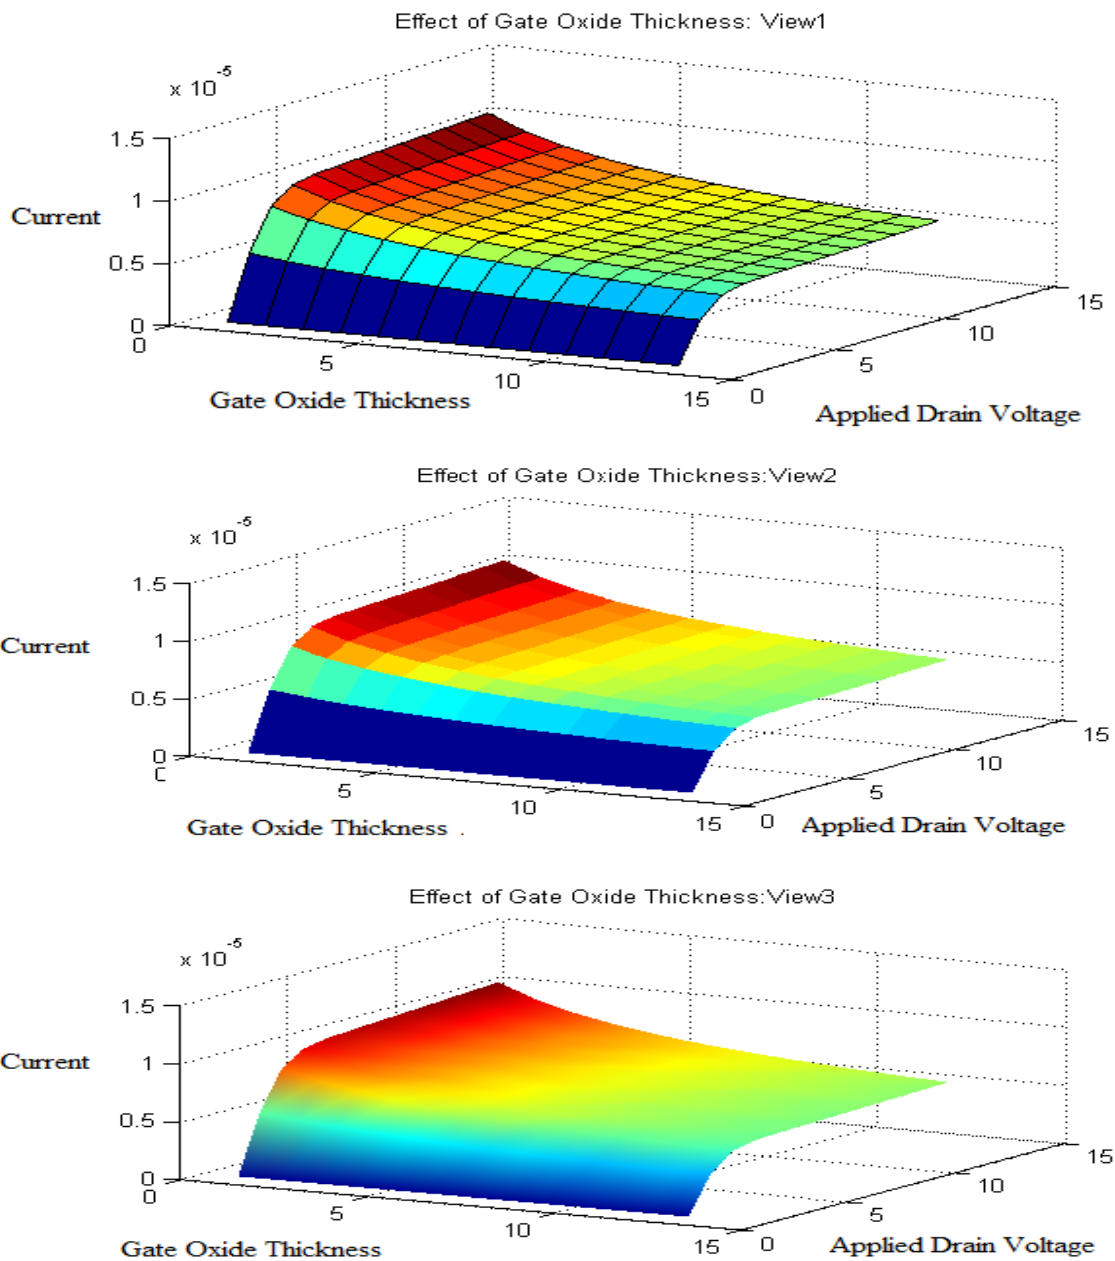 Effect of Gate Oxide Thickness: View1
x 10^-5
1.5
1
Current
0.5
0
0
5
10
15
0
5
10
15
Gate Oxide Thickness
Applied Drain Voltage
Effect of Gate Oxide Thickness:View2
x 10^-5
1.5
1
Current
0.5
0
0
5
10
15
0
5
10
15
Gate Oxide Thickness .
Applied Drain Voltage
Effect of Gate Oxide Thickness:View3
x 10^-5
1.5
1
Current
0.5
0
0
5
10
15
0
5
10
15
Gate Oxide Thickness
Applied Drain Voltage